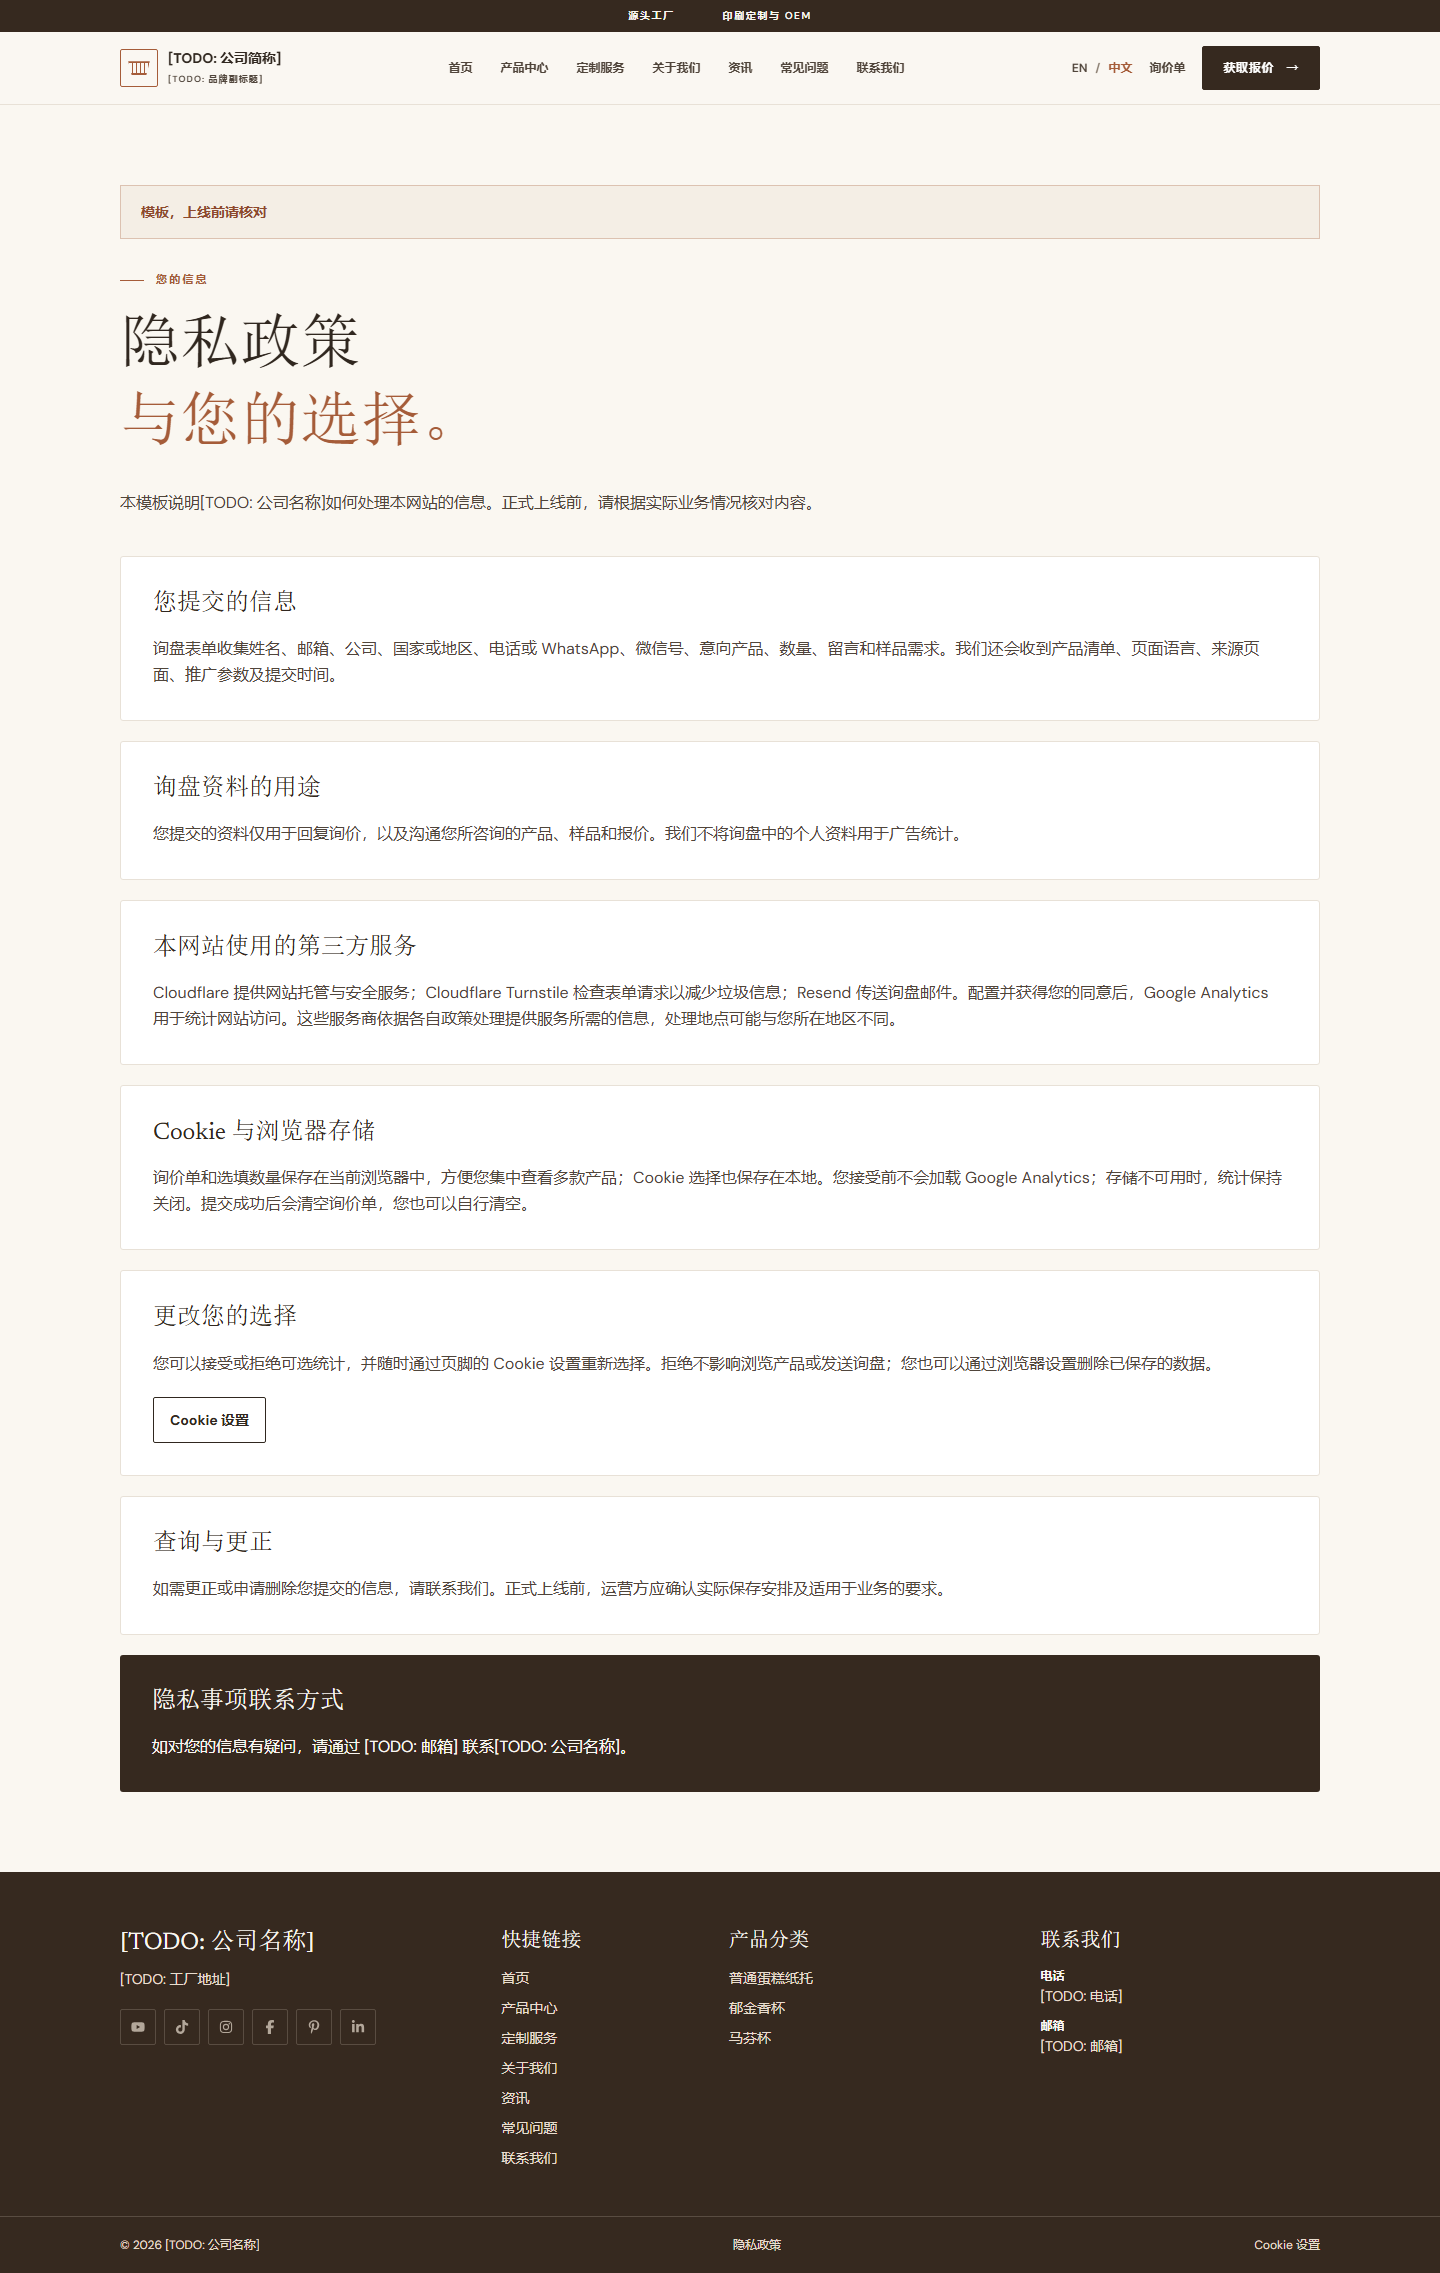 源头工厂 印刷定制与 OEM
[TODO: 公司简称]
[TODO: 品牌副标题]
首页 产品中心 定制服务 关于我们 资讯 常见问题 联系我们
EN / 中文 询价单 获取报价 →
模板，上线前请核对
您的信息
隐私政策
与您的选择。
本模板说明[TODO: 公司名称]如何处理本网站的信息。正式上线前，请根据实际业务情况核对内容。
您提交的信息
询盘表单收集姓名、邮箱、公司、国家或地区、电话或 WhatsApp、微信号、意向产品、数量、留言和样品需求。我们还会收到产品清单、页面语言、来源页
面、推广参数及提交时间。
询盘资料的用途
您提交的资料仅用于回复询价，以及沟通您所咨询的产品、样品和报价。我们不将询盘中的个人资料用于广告统计。
本网站使用的第三方服务
Cloudflare 提供网站托管与安全服务；Cloudflare Turnstile 检查表单请求以减少垃圾信息；Resend 传送询盘邮件。配置并获得您的同意后，Google Analytics
用于统计网站访问。这些服务商依据各自政策处理提供服务所需的信息，处理地点可能与您所在地区不同。
Cookie 与浏览器存储
询价单和选填数量保存在当前浏览器中，方便您集中查看多款产品；Cookie 选择也保存在本地。您接受前不会加载 Google Analytics；存储不可用时，统计保持
关闭。提交成功后会清空询价单，您也可以自行清空。
更改您的选择
您可以接受或拒绝可选统计，并随时通过页脚的 Cookie 设置重新选择。拒绝不影响浏览产品或发送询盘；您也可以通过浏览器设置删除已保存的数据。
Cookie 设置
查询与更正
如需更正或申请删除您提交的信息，请联系我们。正式上线前，运营方应确认实际保存安排及适用于业务的要求。
隐私事项联系方式
如对您的信息有疑问，请通过 [TODO: 邮箱] 联系[TODO: 公司名称]。
[TODO: 公司名称]
[TODO: 工厂地址]
快捷链接
首页
产品中心
定制服务
关于我们
资讯
常见问题
联系我们
产品分类
普通蛋糕纸托
郁金香杯
马芬杯
联系我们
电话
[TODO: 电话]
邮箱
[TODO: 邮箱]
© 2026 [TODO: 公司名称] 隐私政策 Cookie 设置